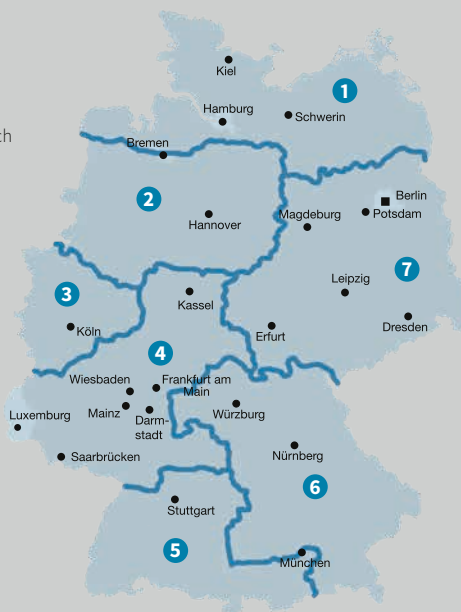 Kiel
1
Hamburg
Schwerin
ch
Bremen
2
Berlin
Potsdam
Magdeburg
Hannover
7
3
Leipzig
Kassel
Köln
Erfurt
Dresden
4
Wiesbaden
Frankfurt am
Main
Mainz
Darm-
stadt
Würzburg
Luxemburg
Saarbrücken
Nürnberg
6
Stuttgart
5
München